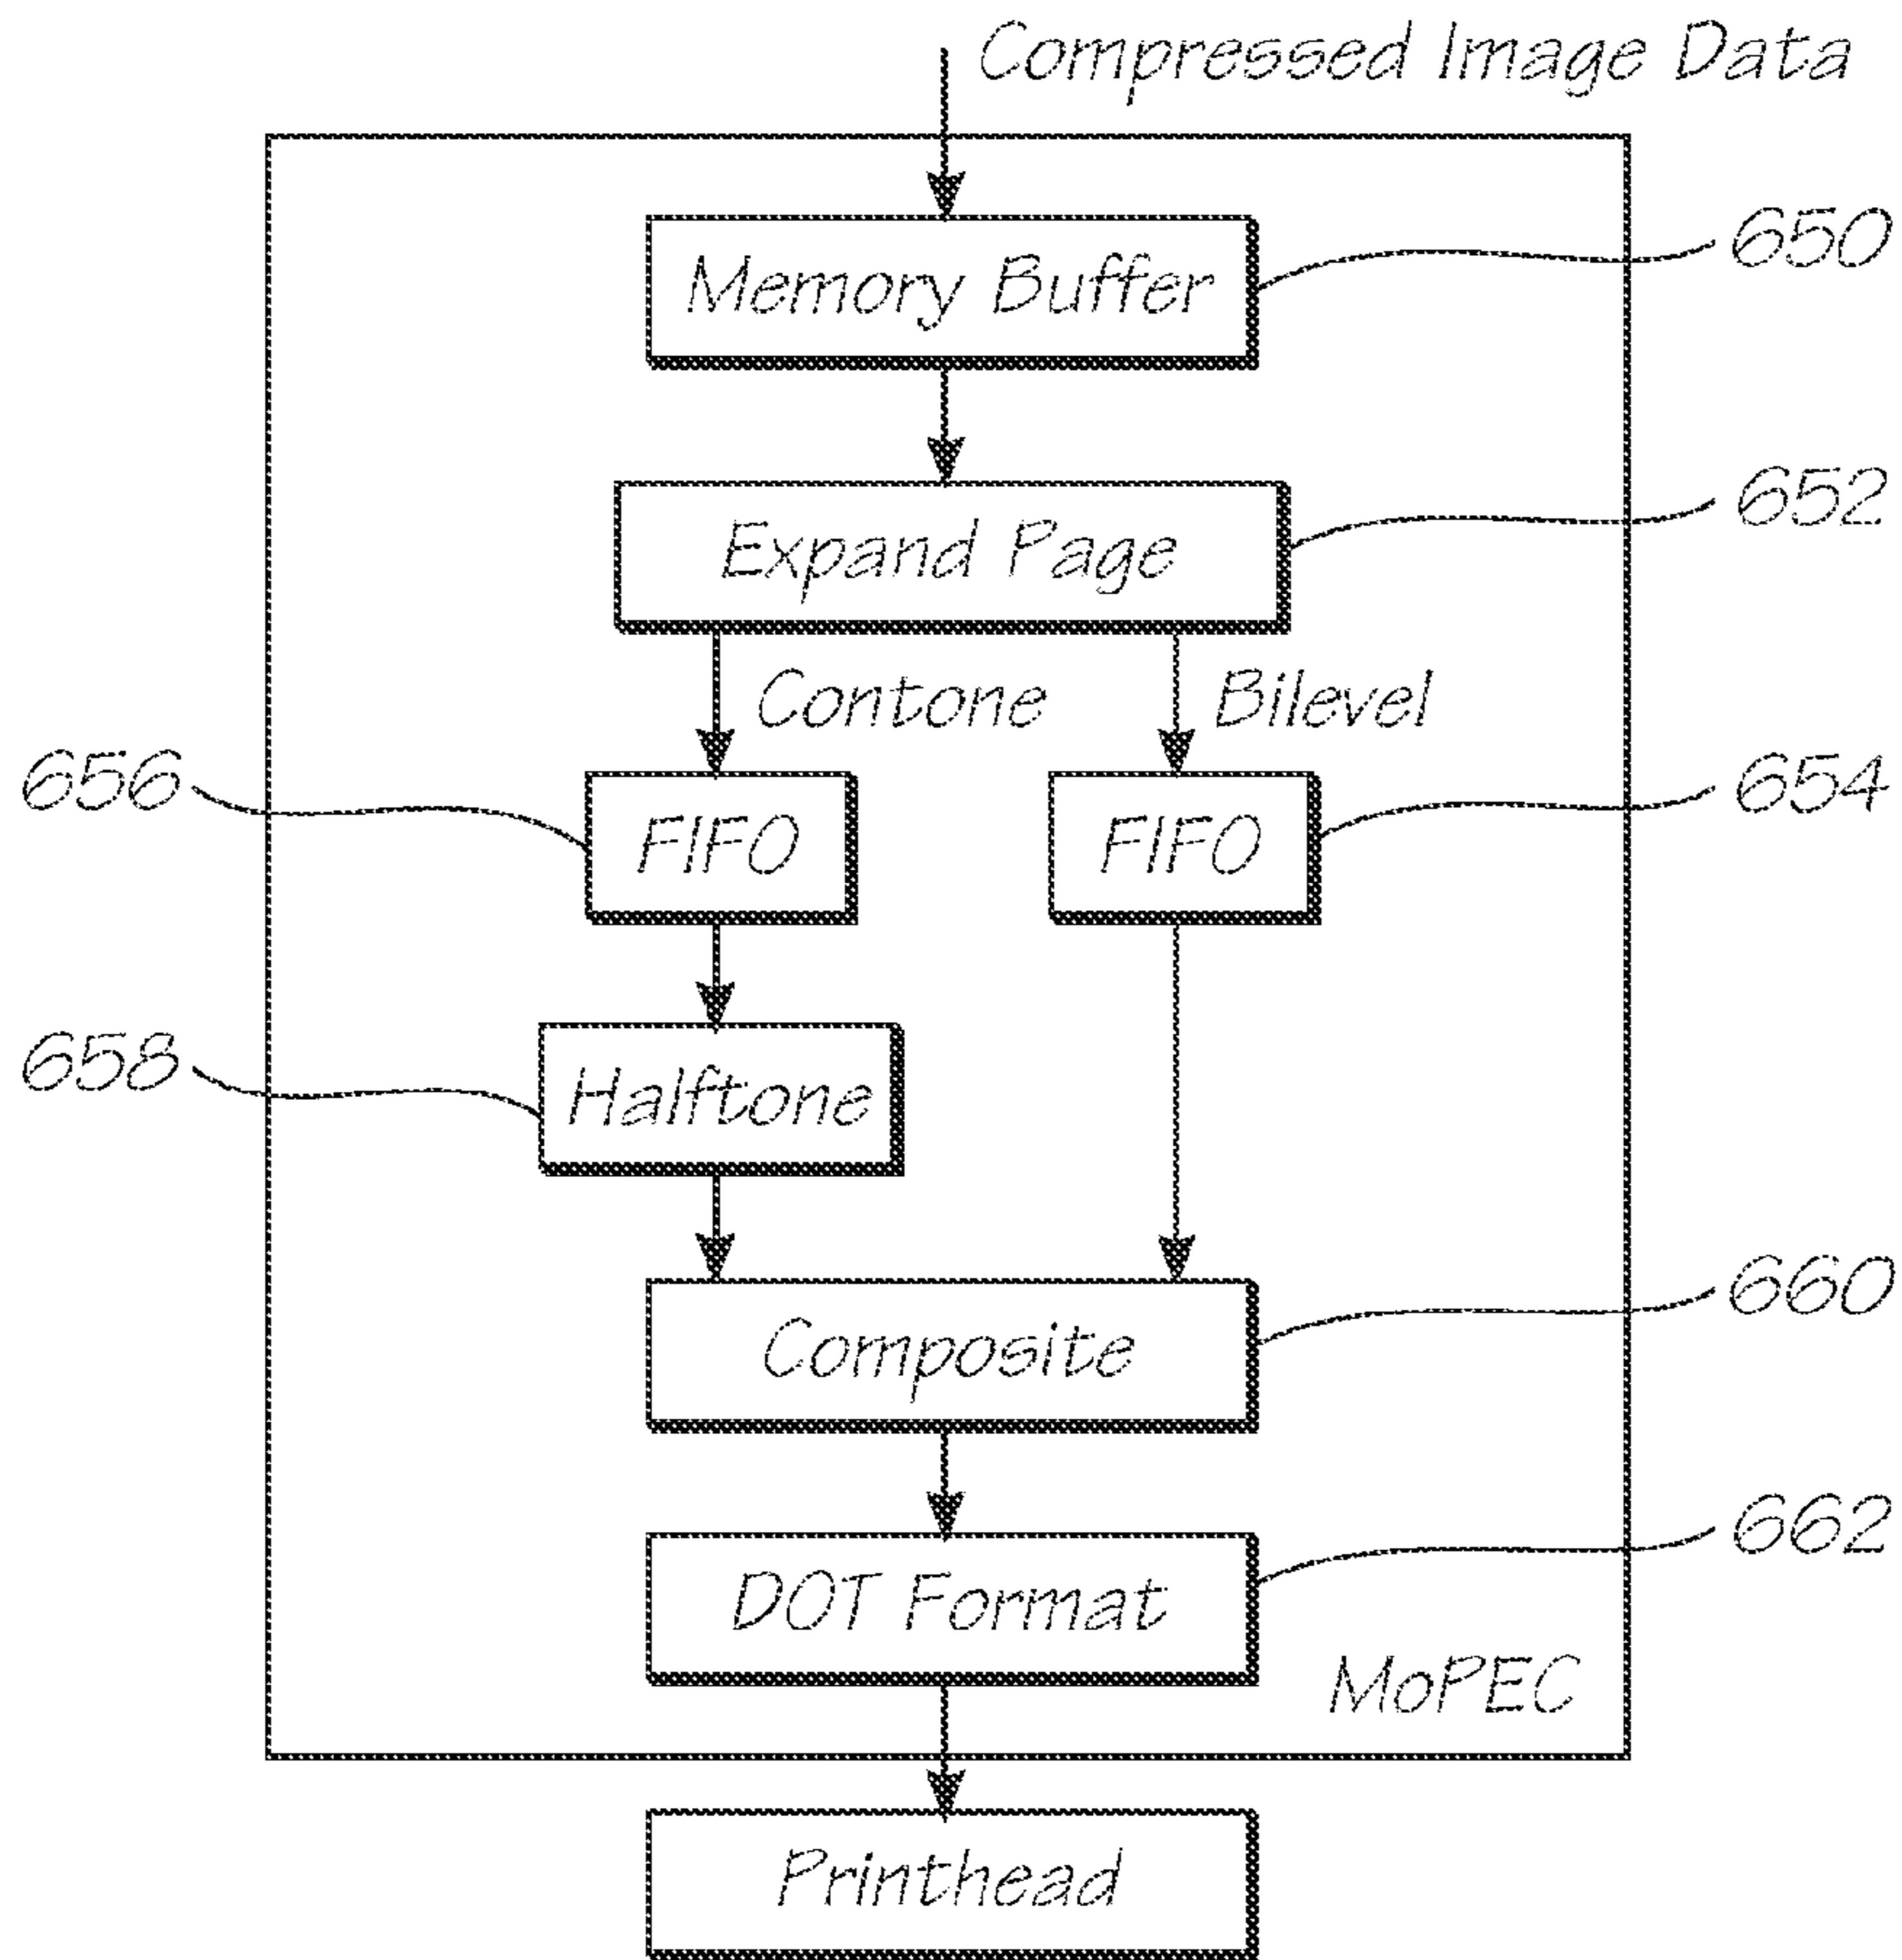 Compressed Image Data
Memory Buffer
650
Expand Page
652
Contone
Bilevel
656
FIFO
FIFO
654
658
Halftone
Composite
660
DOT Format
662
MoPEC
Printhead